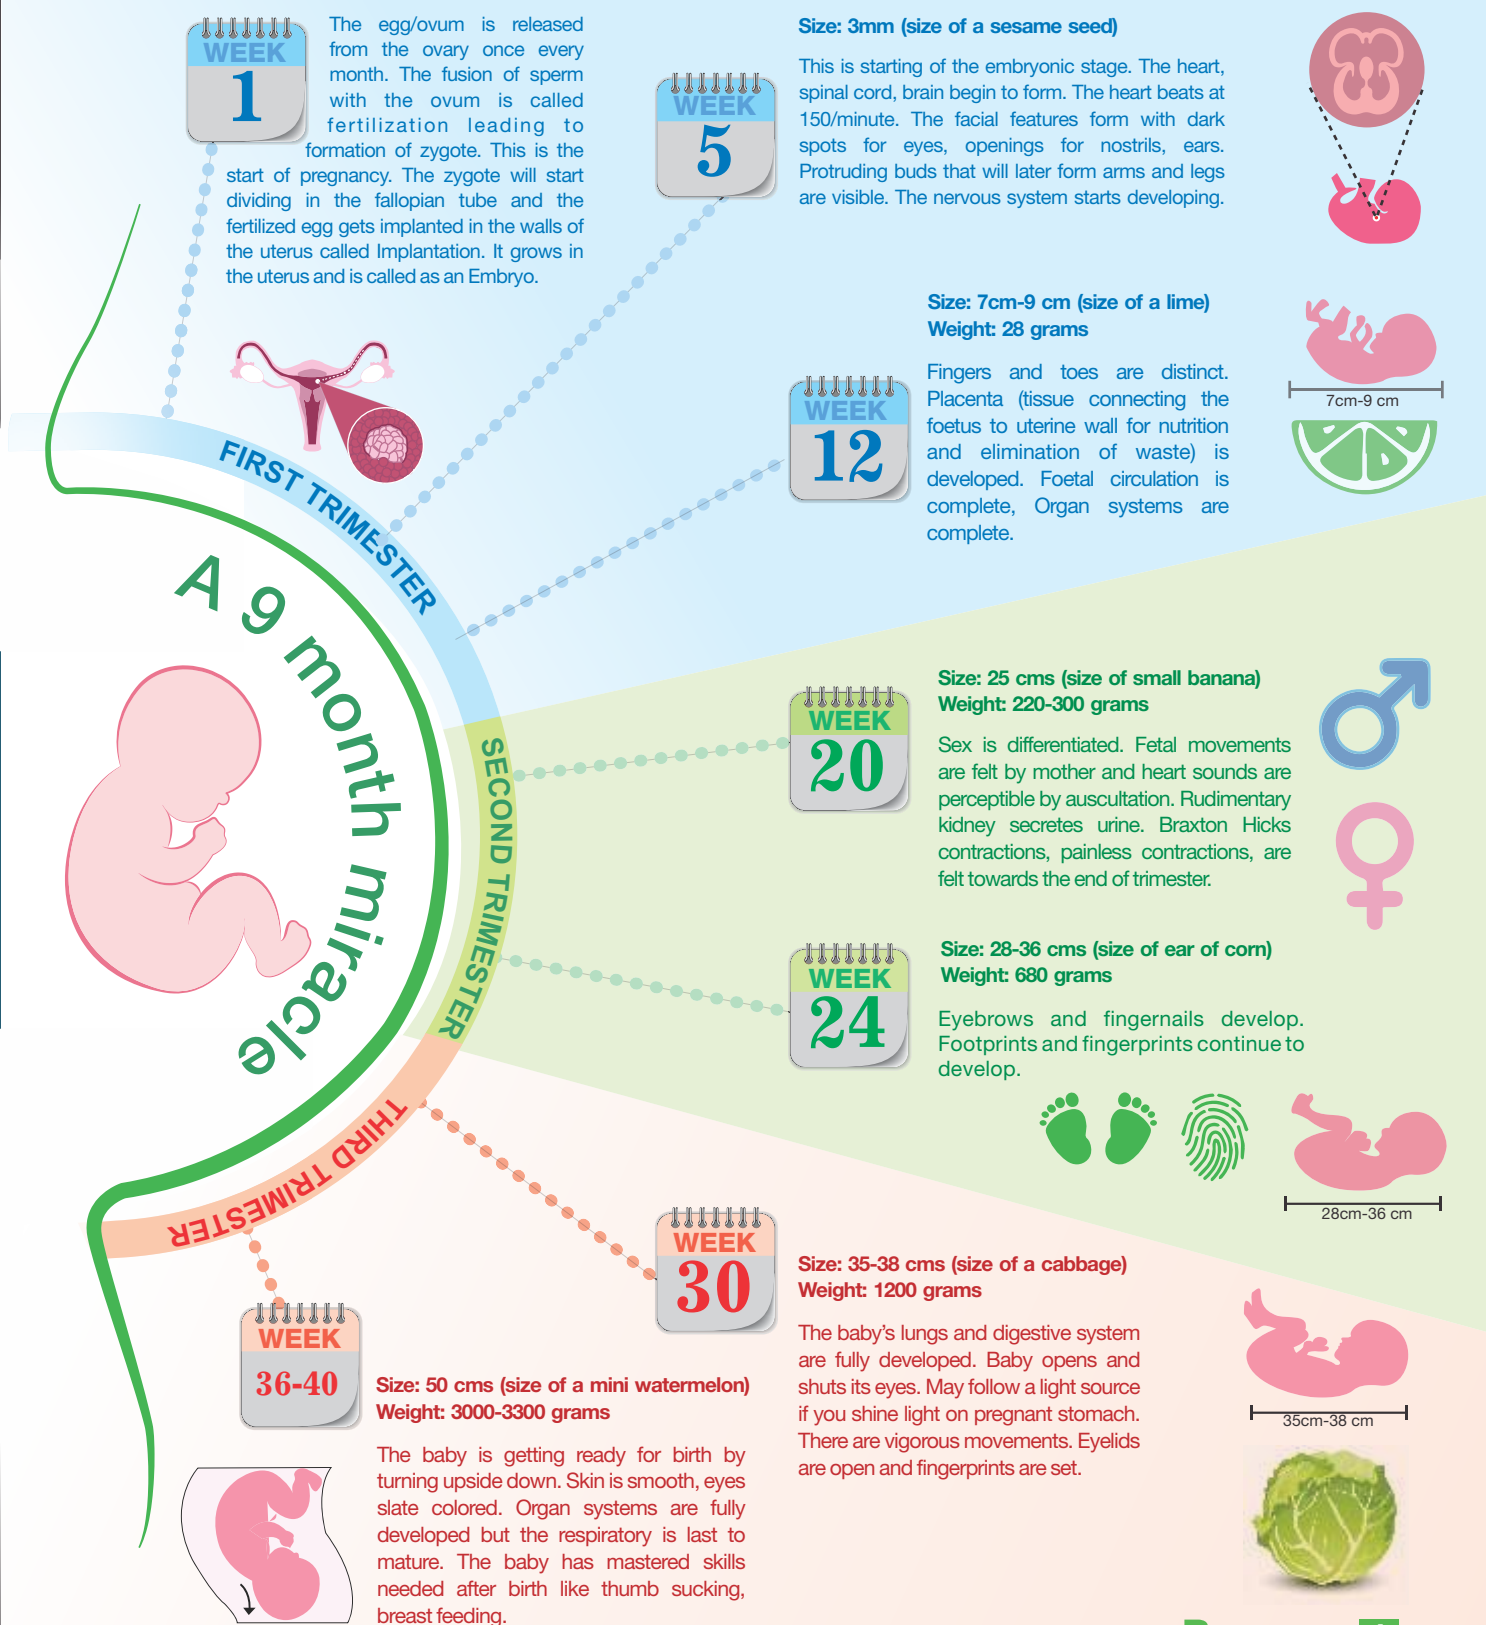 WEEK
1
The egg/ovum is released
from the ovary once every
month. The fusion of sperm
with the ovum is called
fertilization leading to
formation of zygote. This is the
start of pregnancy. The zygote will start
dividing in the fallopian tube and the
fertilized egg gets implanted in the walls of
the uterus called Implantation. It grows in
the uterus and is called as an Embryo.
WEEK
5
Size: 3mm (size of a sesame seed)
This is starting of the embryonic stage. The heart,
spinal cord, brain begin to form. The heart beats at
150/minute. The facial features form with dark
spots for eyes, openings for nostrils, ears.
Protruding buds that will later form arms and legs
are visible. The nervous system starts developing.
WEEK
12
Size: 7cm-9 cm (size of a lime)
Weight: 28 grams
Fingers and toes are distinct.
Placenta (tissue connecting the
foetus to uterine wall for nutrition
and elimination of waste) is
developed. Foetal circulation is
complete, Organ systems are
complete.
7cm-9 cm
FIRST TRIMESTER
A 9 month miracle
SECOND TRIMESTER
THIRD TRIMESTER
WEEK
20
Size: 25 cms (size of small banana)
Weight: 220-300 grams
Sex is differentiated. Fetal movements
are felt by mother and heart sounds are
perceptible by auscultation. Rudimentary
kidney secretes urine. Braxton Hicks
contractions, painless contractions, are
felt towards the end of trimester.
WEEK
24
Size: 28-36 cms (size of ear of corn)
Weight: 680 grams
Eyebrows and fingernails develop.
Footprints and fingerprints continue to
develop.
28cm-36 cm
WEEK
30
Size: 35-38 cms (size of a cabbage)
Weight: 1200 grams
The baby's lungs and digestive system
are fully developed. Baby opens and
shuts its eyes. May follow a light source
if you shine light on pregnant stomach.
There are vigorous movements. Eyelids
are open and fingerprints are set.
35cm-38 cm
WEEK
36-40
Size: 50 cms (size of a mini watermelon)
Weight: 3000-3300 grams
The baby is getting ready for birth by
turning upside down. Skin is smooth, eyes
slate colored. Organ systems are fully
developed but the respiratory is last to
mature. The baby has mastered skills
needed after birth like thumb sucking,
breast feeding.